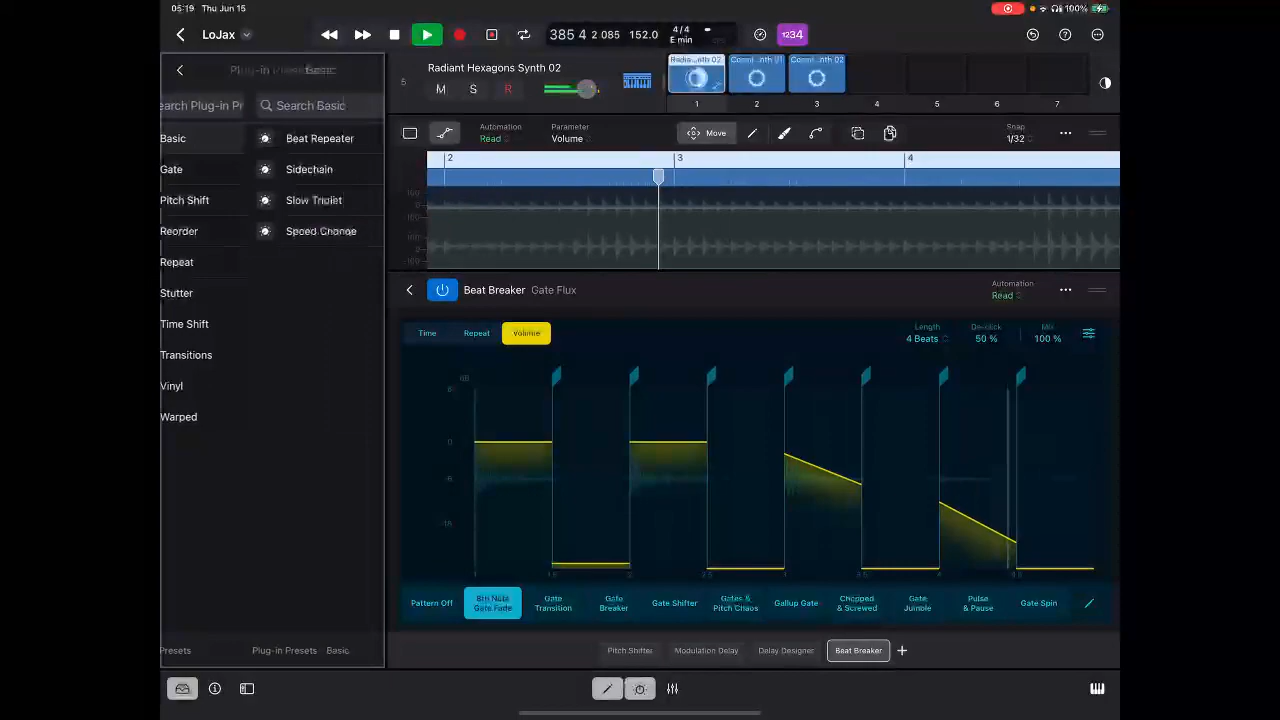 05:19 Thu Jun 15
100%
LoJax
385 4 2 085
152.0
4/4
E min
1234
Basic
Search Basic
Basic
Gate
Pitch Shift
Reorder
Repeat
Stutter
Time Shift
Transitions
Vinyl
Warped
Beat Repeater
Sidechain
Slow Triplet
Speed Change
Presets
Plug-in Presets
Basic
5
Radiant Hexagons Synth 02
M
S
R
1
2
3
4
5
6
7
Automation
Read
Parameter
Volume
Move
Snap
1/32
2
3
4
Beat Breaker
Gate Flux
Automation
Read
Time
Repeat
Volume
Length
4 Beats
De-click
50 %
Mix
100 %
dB
0
Pattern Off
Gate
Transition
Gate
Breaker
Gate Shifter
Gates &
Pitch Chaos
Gallup Gate
Chopped
& Screwed
Gate
Jumble
Pulse
& Pause
Gate Spin
Pitch Shifter
Modulation Delay
Delay Designer
Beat Breaker